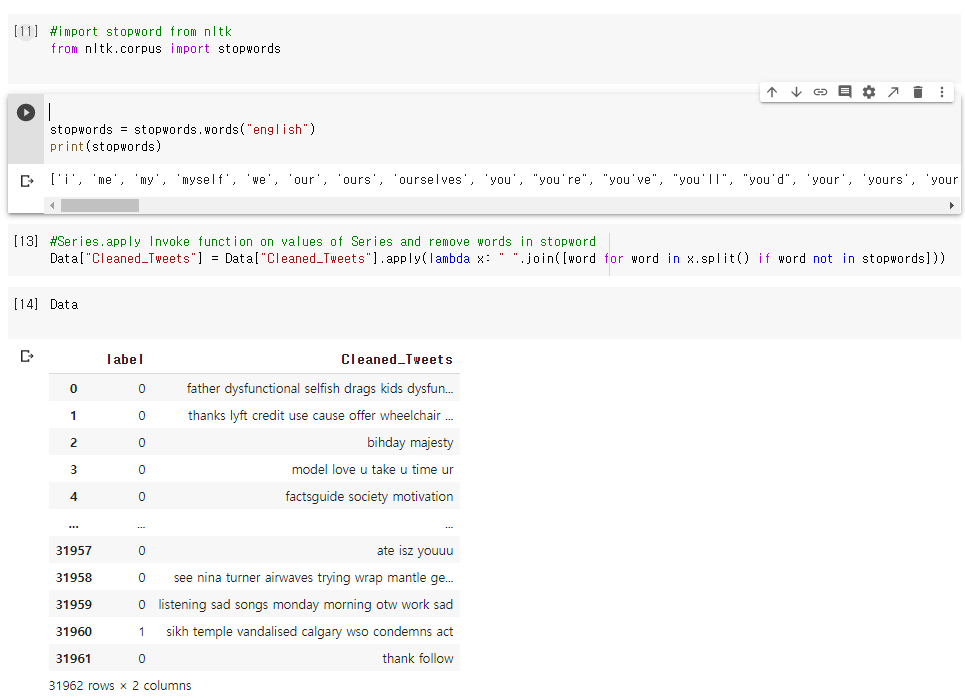 [11] #import stopword from nltk
from nltk.corpus import stopwords
stopwords = stopwords.words("english")
print(stopwords)
['i', 'me', 'my', 'myself', 'we', 'our', 'ours', 'ourselves', 'you', "you're", "you've", "you'll", "you'd", 'your', 'yours', 'your
[13] #Series.apply Invoke function on values of Series and remove words in stopword
Data["Cleaned_Tweets"] = Data["Cleaned_Tweets"].apply(lambda x: " ".join([word for word in x.split() if word not in stopwords]))
[14] Data
label Cleaned_Tweets
0 0 father dysfunctional selfish drags kids dysfun...
1 0 thanks lyft credit use cause offer wheelchair ...
2 0 bihday majesty
3 0 model love u take u time ur
4 0 factsguide society motivation
... ... ...
31957 0 ate isz youuu
31958 0 see nina turner airwaves trying wrap mantle ge...
31959 0 listening sad songs monday morning otw work sad
31960 1 sikh temple vandalised calgary wso condemns act
31961 0 thank follow
31962 rows × 2 columns